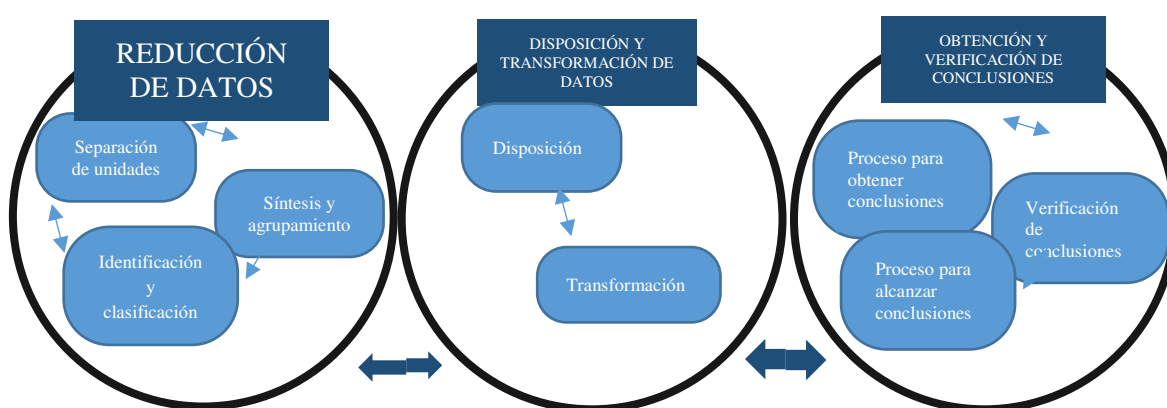 REDUCCIÓN
DE DATOS
Separación
de unidades
Síntesis y
agrupamiento
Identificación
y
clasificación
DISPOSICIÓN Y
TRANSFORMACIÓN DE
DATOS
Disposición
Transformación
OBTENCIÓN Y
VERIFICACIÓN DE
CONCLUSIONES
Proceso para
obtener
conclusiones
Verificación
de
conclusiones
Proceso para
alcanzar
conclusiones